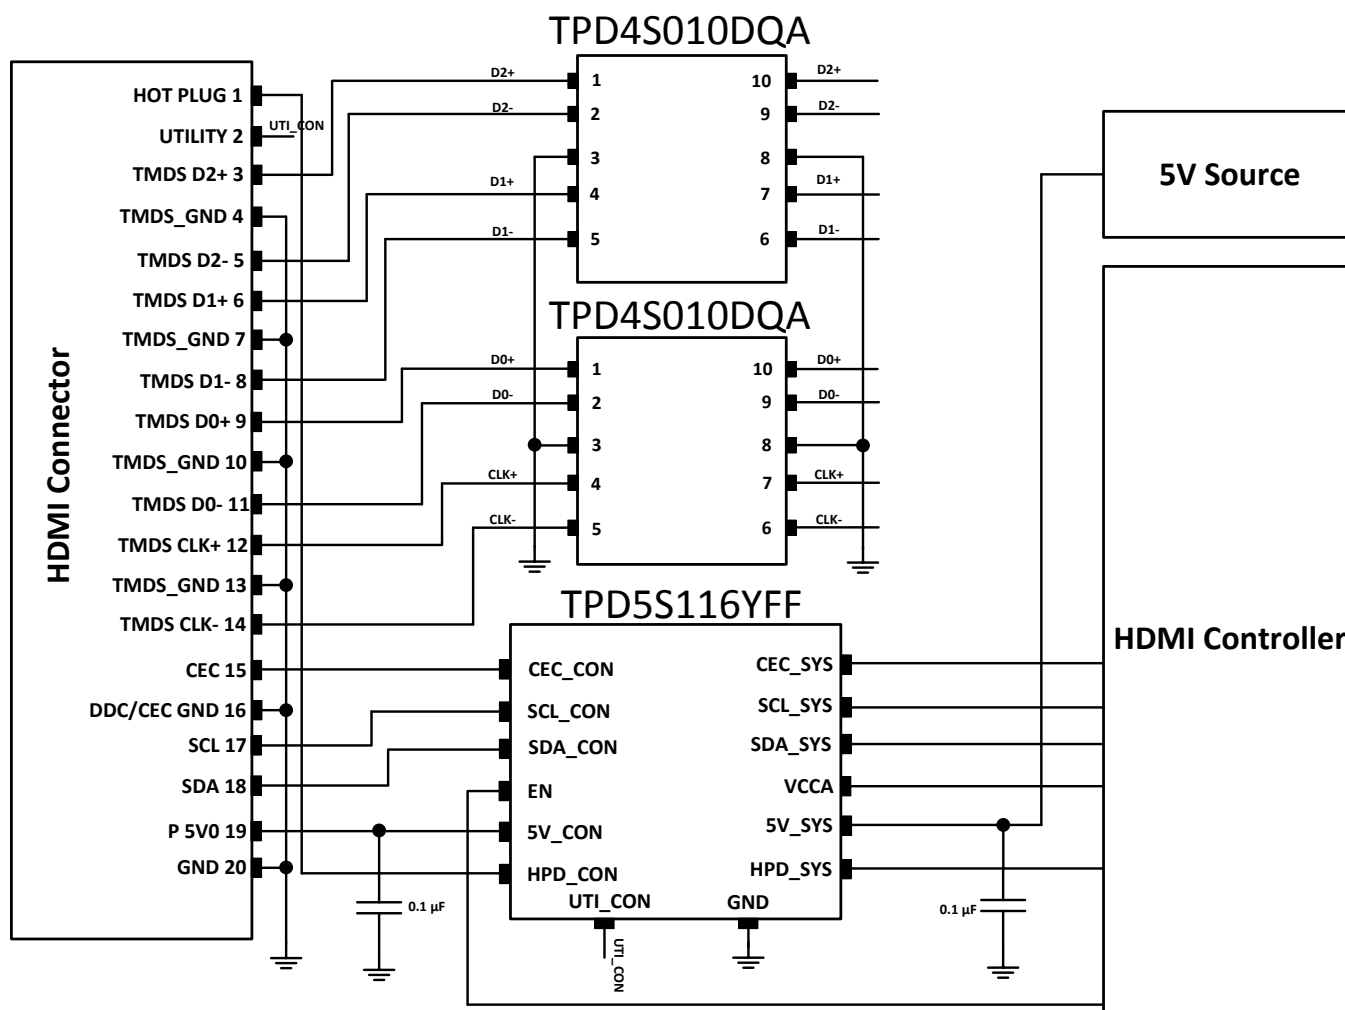 TPD4S010DQA
HDMI Connector
HOT PLUG 1
UTILITY 2
UTI_CON
TMDS D2+ 3
TMDS_GND 4
TMDS D2- 5
TMDS D1+ 6
TMDS_GND 7
TMDS D1- 8
TMDS D0+ 9
TMDS_GND 10
TMDS D0- 11
TMDS CLK+ 12
TMDS_GND 13
TMDS CLK- 14
CEC 15
DDC/CEC GND 16
SCL 17
SDA 18
P 5V0 19
GND 20
0.1 µF
D2+ 1 10 D2+
D2- 2 9 D2-
3 8
D1+ 4 7 D1+
D1- 5 6 D1-
TPD4S010DQA
D0+ 1 10 D0+
D0- 2 9 D0-
3 8
CLK+ 4 7 CLK+
CLK- 5 6 CLK-
TPD5S116YFF
CEC_CON CEC_SYS
SCL_CON SCL_SYS
SDA_CON SDA_SYS
EN VCCA
5V_CON 5V_SYS
HPD_CON HPD_SYS
UTI_CON GND
UTI_CON
0.1 µF
5V Source
HDMI Controller